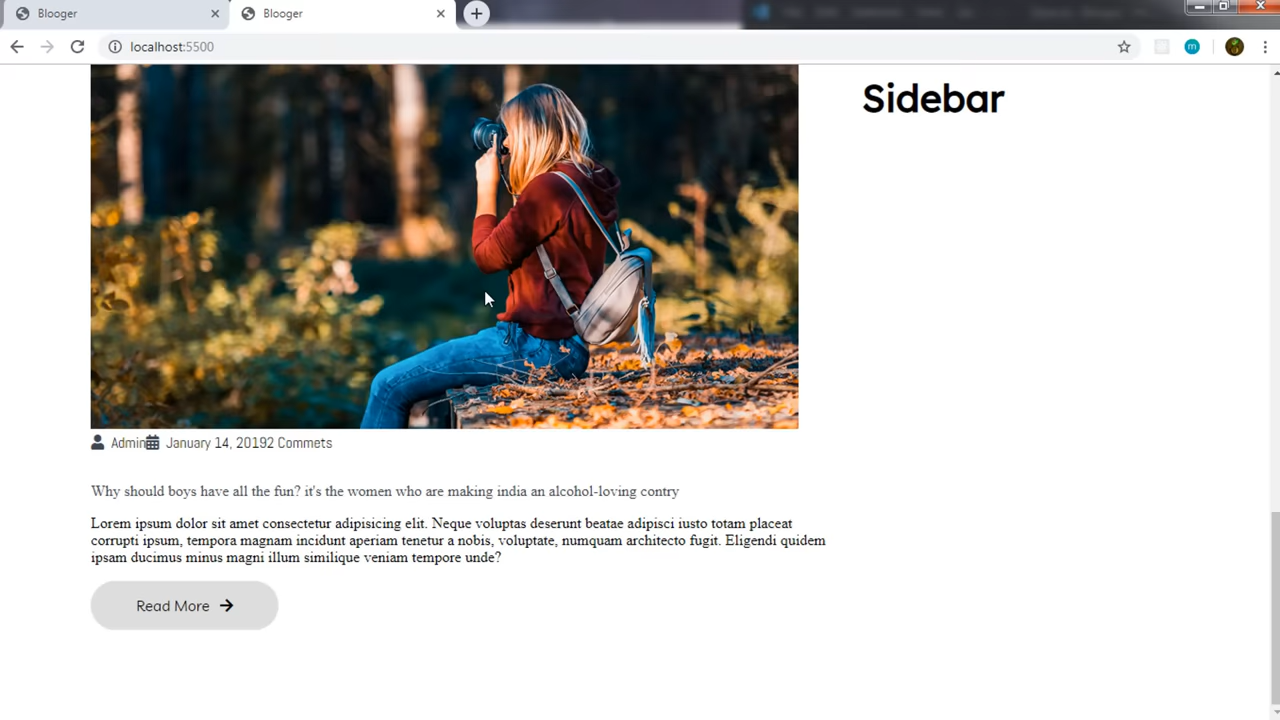 Blooger
Blooger
localhost:5500
m
Sidebar
Admin January 14, 20192 Commets
Why should boys have all the fun? it's the women who are making india an alcohol-loving contry
Lorem ipsum dolor sit amet consectetur adipisicing elit. Neque voluptas deserunt beatae adipisci iusto totam placeat
corrupti ipsum, tempora magnam incidunt aperiam tenetur a nobis, voluptate, numquam architecto fugit. Eligendi quidem
ipsam ducimus minus magni illum similique veniam tempore unde?
Read More